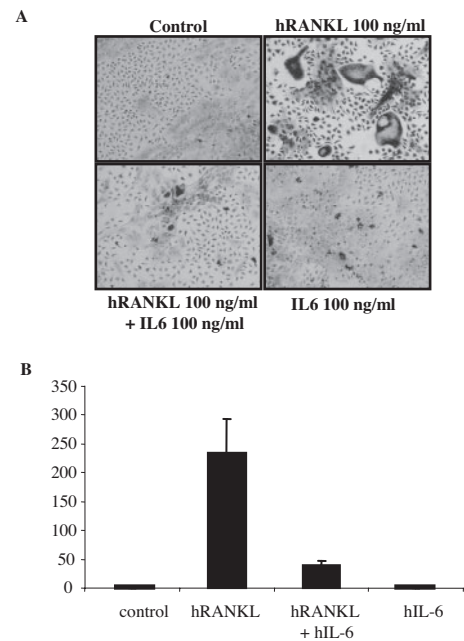 A
Control
hRANKL 100 ng/ml
hRANKL 100 ng/ml
+ IL6 100 ng/ml
IL6 100 ng/ml
B
350
300
250
200
150
100
50
0
control
hRANKL
hRANKL
+ hIL-6
hIL-6